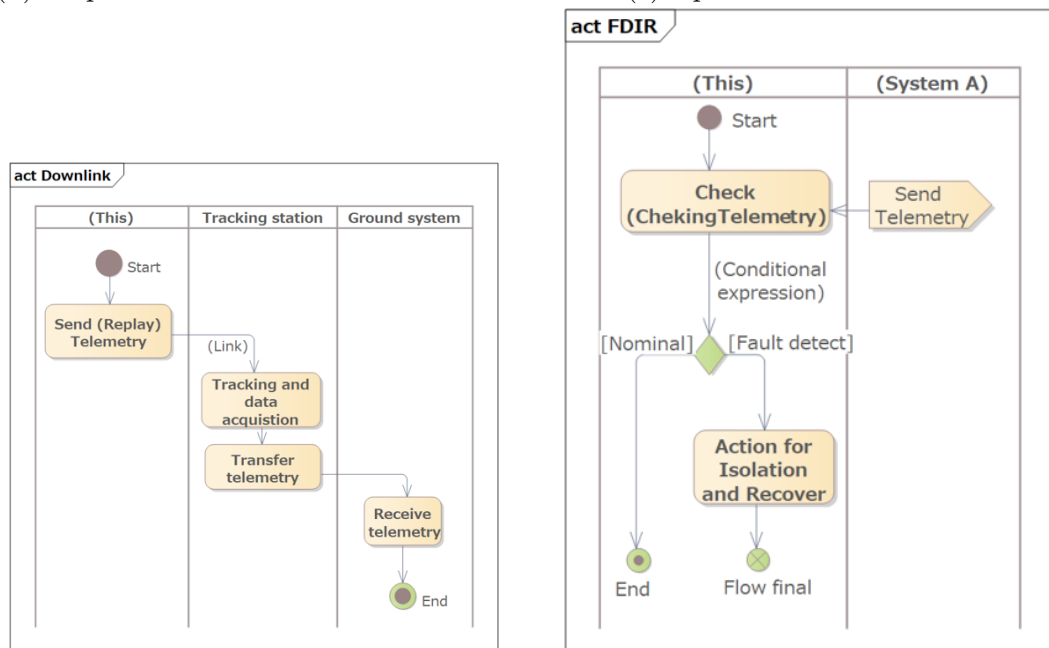 act Downlink
(This)
Tracking station
Ground system
Start
Send (Replay)
Telemetry
(Link)
Tracking and
data
acquistion
Transfer
telemetry
Receive
telemetry
End
act FDIR
(This)
(System A)
Start
Check
(ChekingTelemetry)
Send
Telemetry
(Conditional
expression)
[Nominal]
[Fault detect]
Action for
Isolation
and Recover
End
Flow final